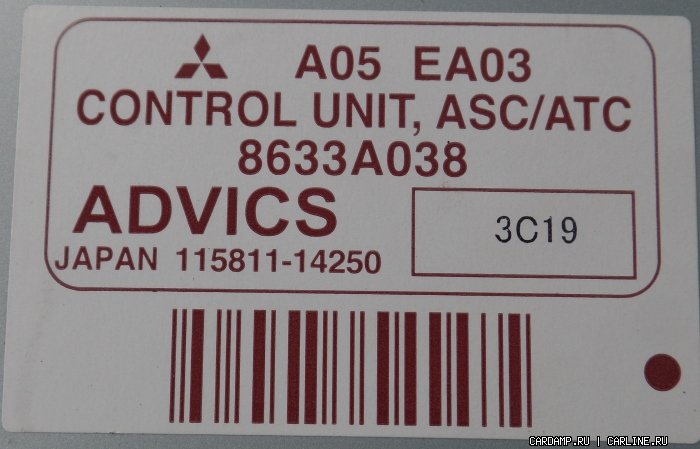 A05 EA03
CONTROL UNIT, ASC/ATC
8633A038
ADVICS
3C19
JAPAN 115811-14250
CARDAMP.RU | CARLINE.RU